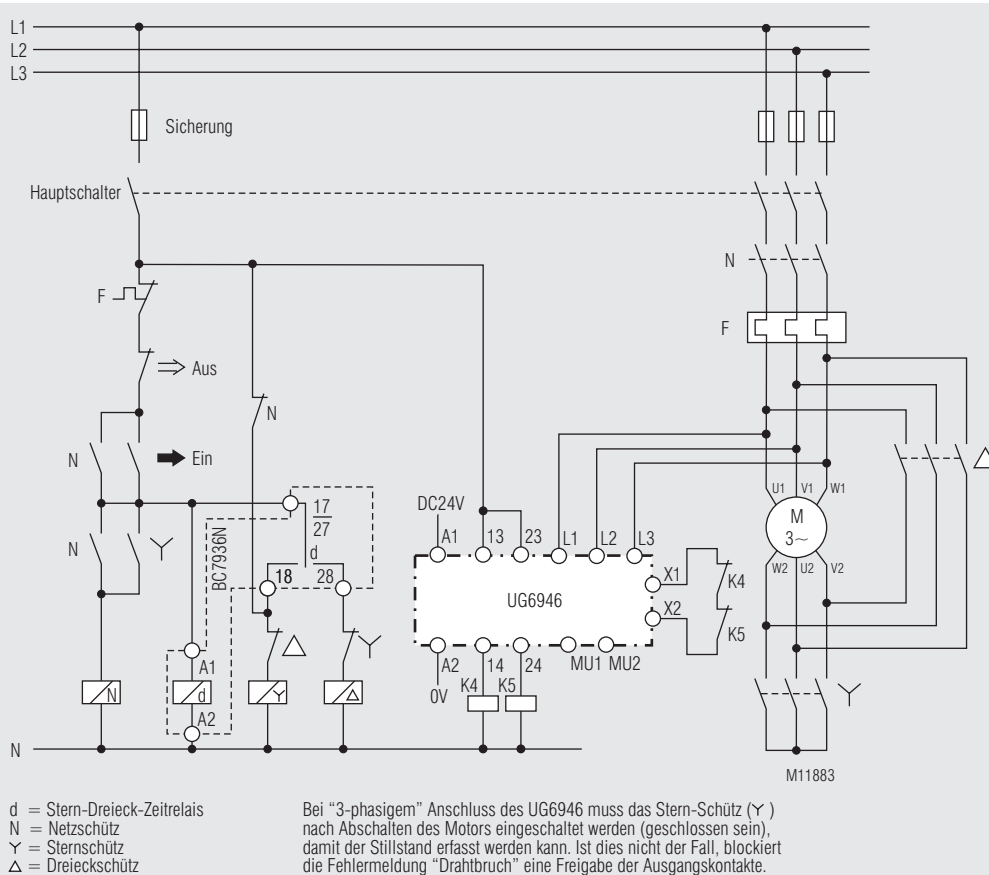 L1
L2
L3
Sicherung
Hauptschalter
N
F
F
Aus
N
N
Ein
17
27
DC24V
A1
13
23
L1
L2
L3
U1
V1
W1
M
3~
△
BC7936N
d
18
28
N
Y
UG6946
X1
K4
X2
K5
W2
U2
V2
A1
△
Y
A2
14
24
MU1
MU2
0V
K4
K5
N
d
Y
△
A2
Y
N
M11883
d = Stern-Dreieck-Zeitrelais
N = Netzschütz
Y = Sternschütz
△ = Dreieckschütz
Bei “3-phasigem” Anschluss des UG6946 muss das Stern-Schütz (Y)
nach Abschalten des Motors eingeschaltet werden (geschlossen sein),
damit der Stillstand erfasst werden kann. Ist dies nicht der Fall, blockiert
die Fehlermeldung “Drahtbruch” eine Freigabe der Ausgangskontakte.